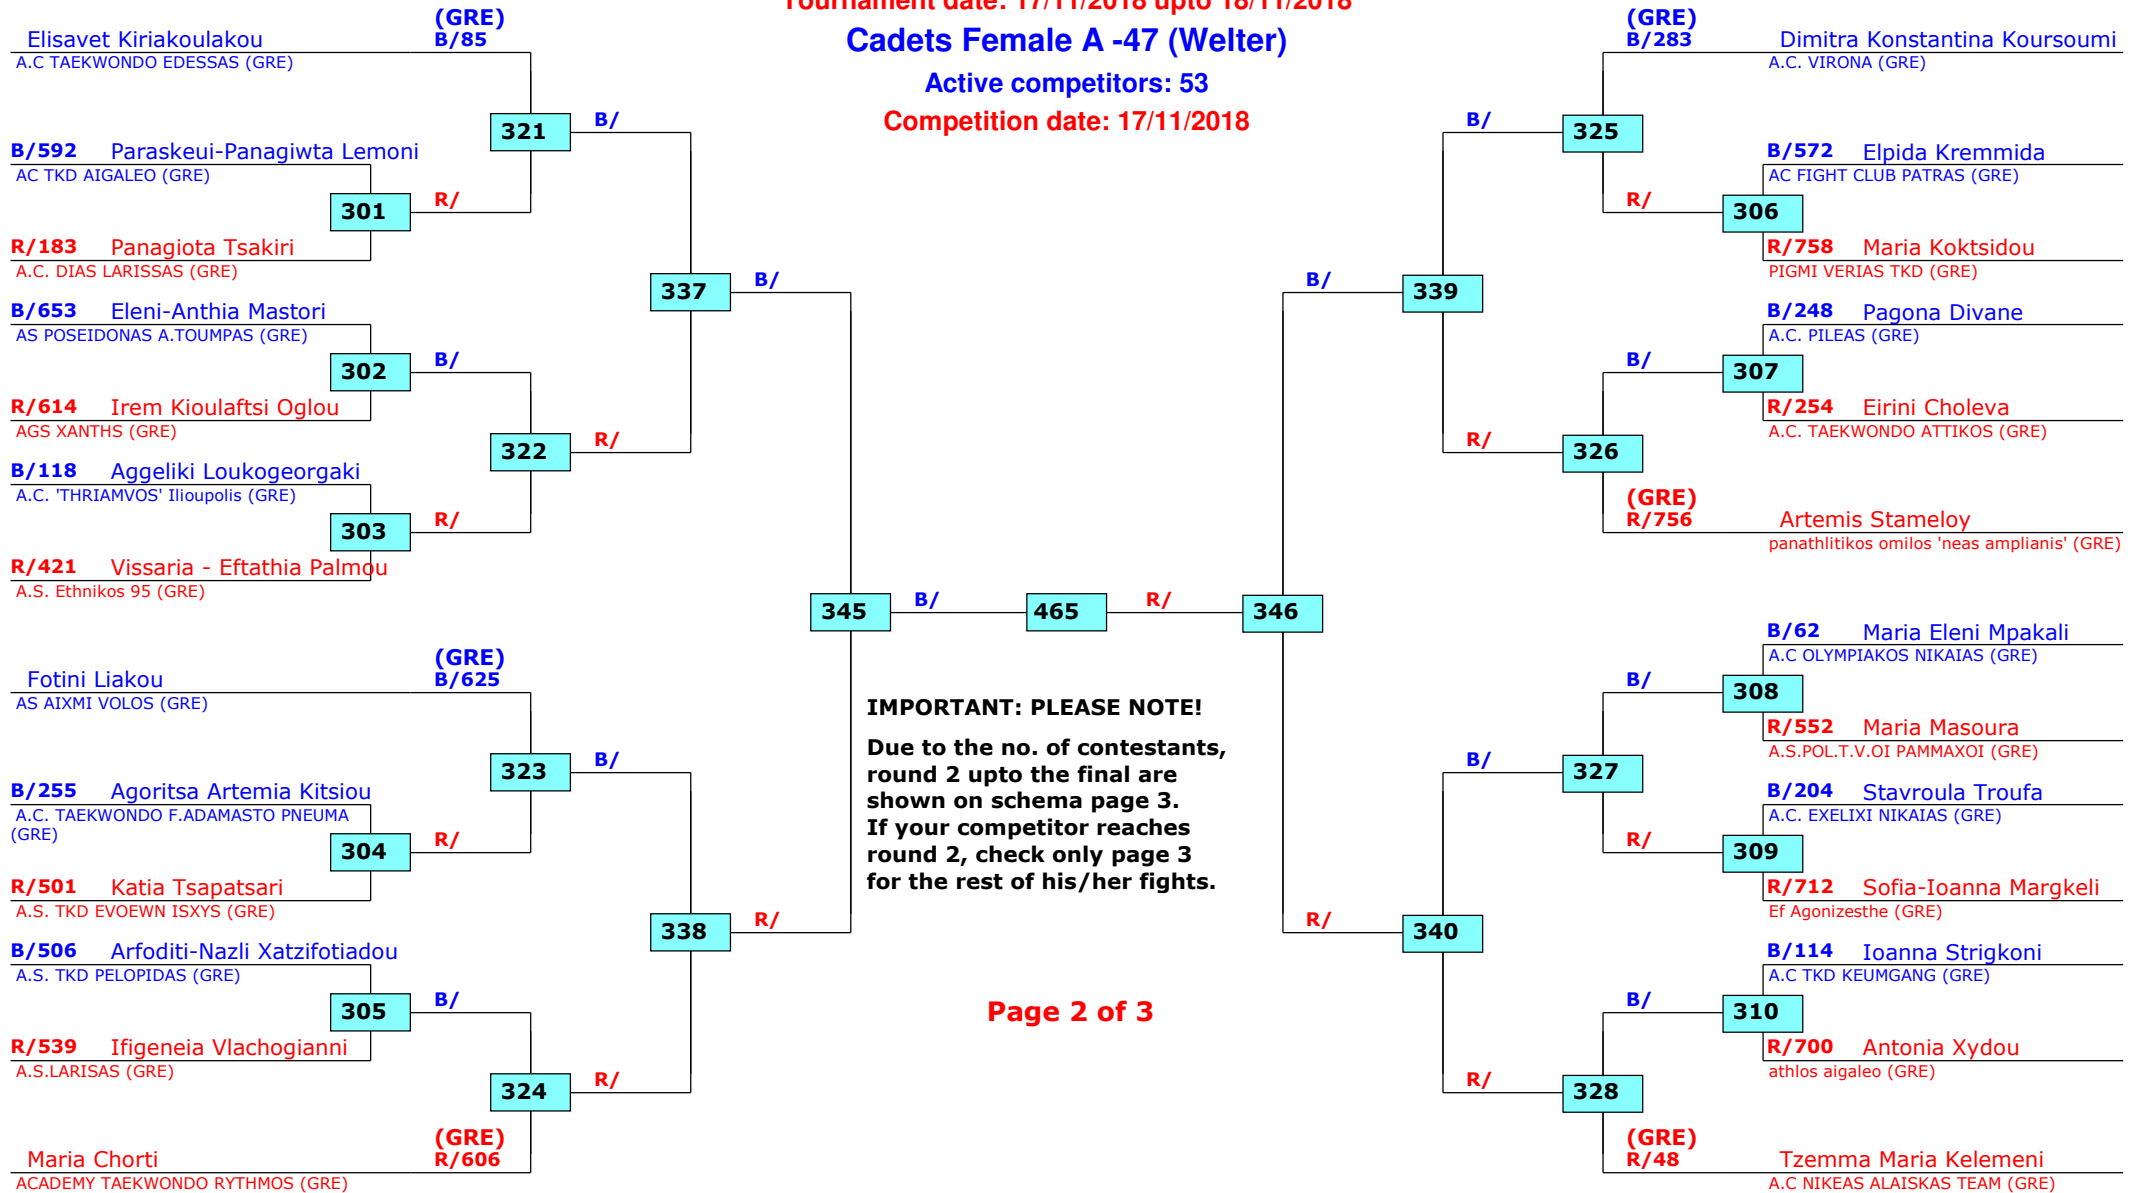 Tournament date: 17/11/2018 upto 18/11/2018
Cadets Female A -47 (Welter)
Active competitors: 53
Competition date: 17/11/2018
(GRE)
Elisavet Kiriakoulakou B/85
A.C TAEKWONDO EDESSAS (GRE)
321 B/
B/592 Paraskeui-Panagiwta Lemoni
AC TKD AIGALEO (GRE)
301 R/
R/183 Panagiota Tsakiri
A.C. DIAS LARISSAS (GRE)
337 B/
B/653 Eleni-Anthia Mastori
AS POSEIDONAS A.TOUMPAS (GRE)
302 B/
R/614 Irem Kioulaftsi Oglou
AGS XANTHS (GRE)
322 R/
B/118 Aggeliki Loukogeorgaki
A.C. 'THRIAMVOS' Ilioupolis (GRE)
303 R/
R/421 Vissaria - Eftathia Palmou
A.S. Ethnikos 95 (GRE)
345 B/ 465 R/ 346
(GRE)
Fotini Liakou B/625
AS AIXMI VOLOS (GRE)
323 B/
B/255 Agoritsa Artemia Kitsiou
A.C. TAEKWONDO F.ADAMASTO PNEUMA
(GRE)
304 R/
R/501 Katia Tsapatsari
A.S. TKD EVOEWN ISXYS (GRE)
338 R/
B/506 Arfoditi-Nazli Xatzifotiadou
A.S. TKD PELOPIDAS (GRE)
305 B/
R/539 Ifigeneia Vlachogianni
A.S.LARISAS (GRE)
324 R/
(GRE)
Maria Chorti R/606
ACADEMY TAEKWONDO RYTHMOS (GRE)
IMPORTANT: PLEASE NOTE!
Due to the no. of contestants,
round 2 upto the final are
shown on schema page 3.
If your competitor reaches
round 2, check only page 3
for the rest of his/her fights.
Page 2 of 3
(GRE)
B/283 Dimitra Konstantina Koursoumi
A.C. VIRONA (GRE)
B/ 325
B/572 Elpida Kremmida
AC FIGHT CLUB PATRAS (GRE)
R/ 306
R/758 Maria Koktsidou
PIGMI VERIAS TKD (GRE)
B/ 339
B/248 Pagona Divane
A.C. PILEAS (GRE)
B/ 307
R/254 Eirini Choleva
A.C. TAEKWONDO ATTIKOS (GRE)
R/ 326
(GRE)
R/756 Artemis Stameloy
panathlitikos omilos 'neas amplianis' (GRE)
B/62 Maria Eleni Mpakali
A.C OLYMPIAKOS NIKAIAS (GRE)
B/ 308
R/552 Maria Masoura
A.S.POL.T.V.OI PAMMAXOI (GRE)
B/ 327
B/204 Stavroula Troufa
A.C. EXELIXI NIKAIAS (GRE)
R/ 309
R/712 Sofia-Ioanna Margkeli
Ef Agonizesthe (GRE)
R/ 340
B/114 Ioanna Strigkoni
A.C TKD KEUMGANG (GRE)
B/ 310
R/700 Antonia Xydou
athlos aigaleo (GRE)
R/ 328
(GRE)
R/48 Tzemma Maria Kelemeni
A.C NIKEAS ALAISKAS TEAM (GRE)